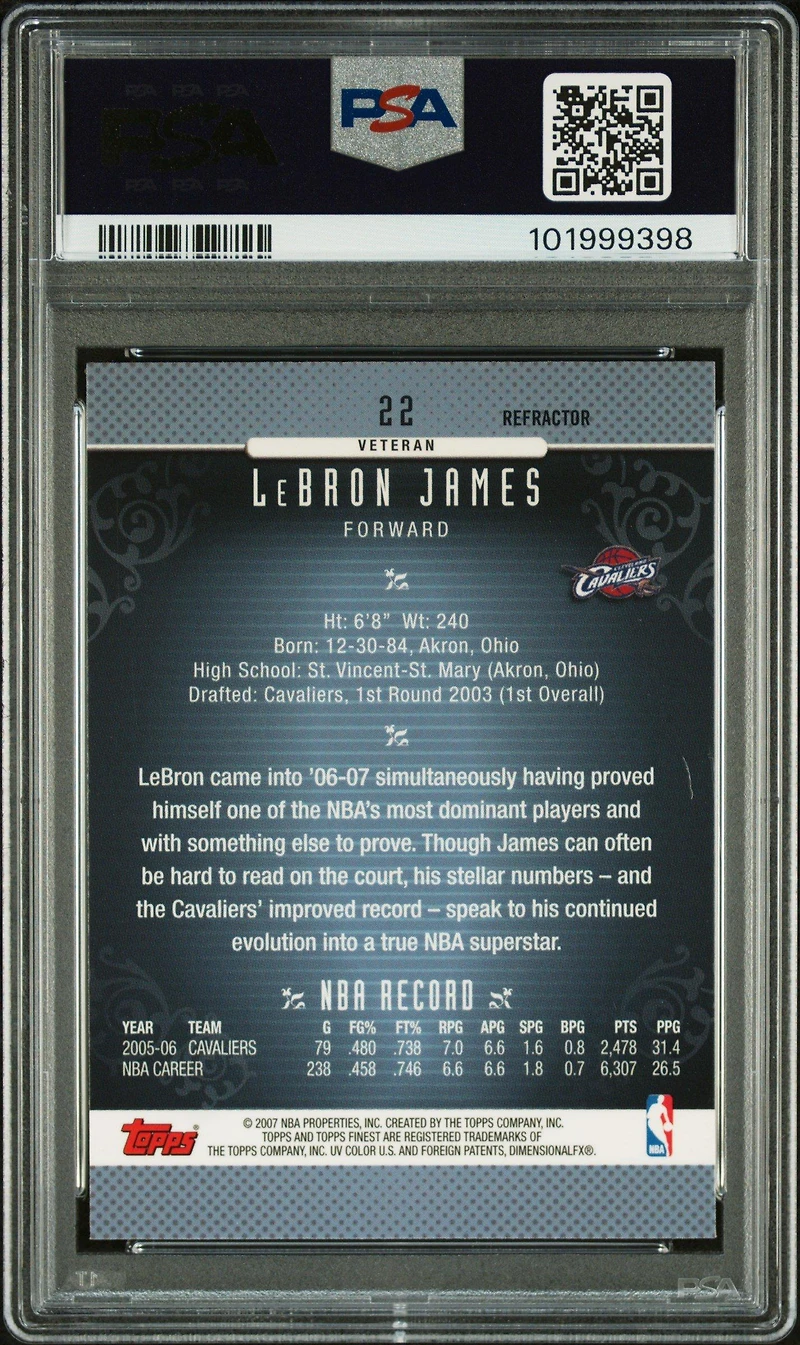 PSA PSA PSA
PSA
PSA PSA PSA
PSA
101999398
22
REFRACTOR
VETERAN
LeBRON JAMES
FORWARD
CLEVELAND
CAVALIERS
Ht: 6'8" Wt: 240
Born: 12-30-84, Akron, Ohio
High School: St. Vincent-St. Mary (Akron, Ohio)
Drafted: Cavaliers, 1st Round 2003 (1st Overall)
LeBron came into '06-07 simultaneously having proved
himself one of the NBA's most dominant players and
with something else to prove. Though James can often
be hard to read on the court, his stellar numbers – and
the Cavaliers' improved record – speak to his continued
evolution into a true NBA superstar.
NBA RECORD
YEAR TEAM G FG% FT% RPG APG SPG BPG PTS PPG
2005-06 CAVALIERS 79 .480 .738 7.0 6.6 1.6 0.8 2,478 31.4
NBA CAREER 238 .458 .746 6.6 6.6 1.8 0.7 6,307 26.5
Topps®
© 2007 NBA PROPERTIES, INC. CREATED BY THE TOPPS COMPANY, INC.
TOPPS AND TOPPS FINEST ARE REGISTERED TRADEMARKS OF
THE TOPPS COMPANY, INC. UV COLOR U.S. AND FOREIGN PATENTS, DIMENSIONALFX®.
NBA
PSA